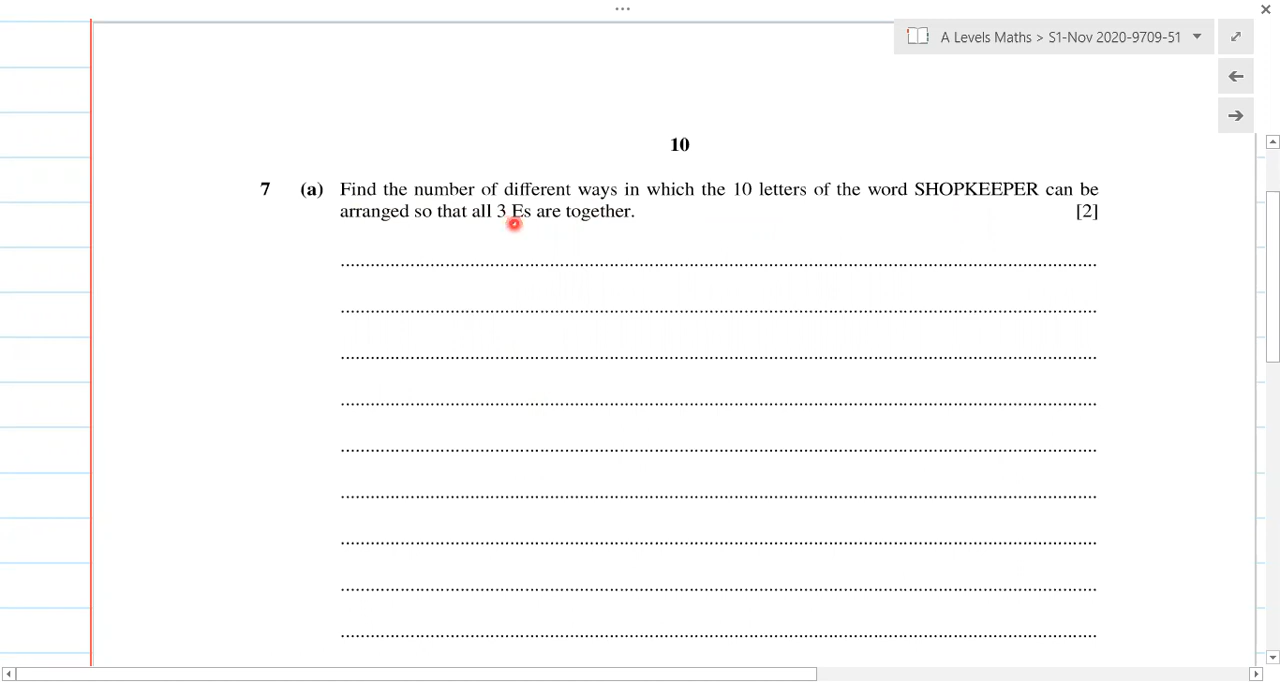 A Levels Maths > S1-Nov 2020-9709-51
10
7 (a) Find the number of different ways in which the 10 letters of the word SHOPKEEPER can be
arranged so that all 3 Es are together. [2]